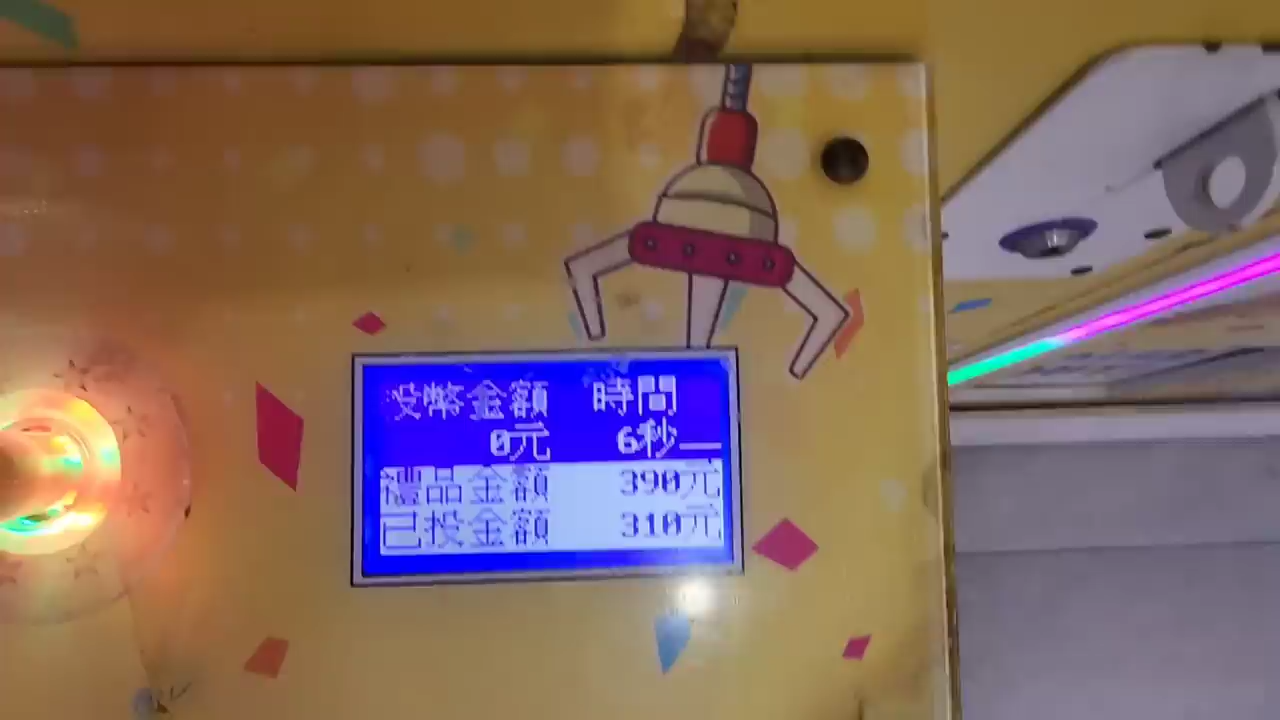 投幣金額 時間
0元 6秒
禮品金額 390元
已投金額 310元